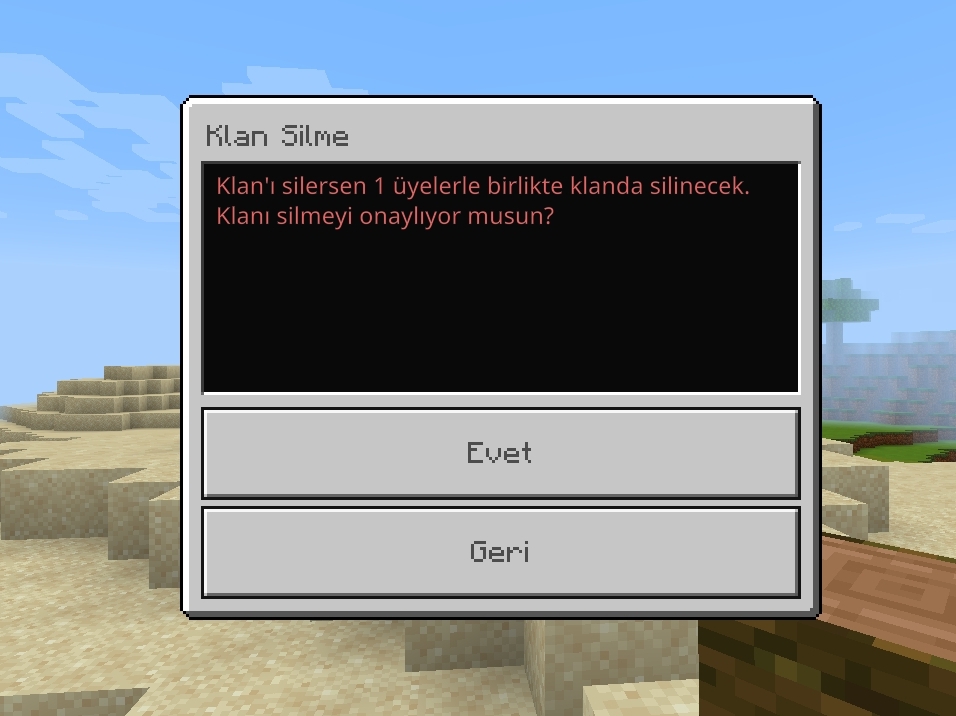 Klan Silme
Klan'ı silersen 1 üyelerle birlikte klanda silinecek.
Klanı silmeyi onaylıyor musun?
Evet
Geri